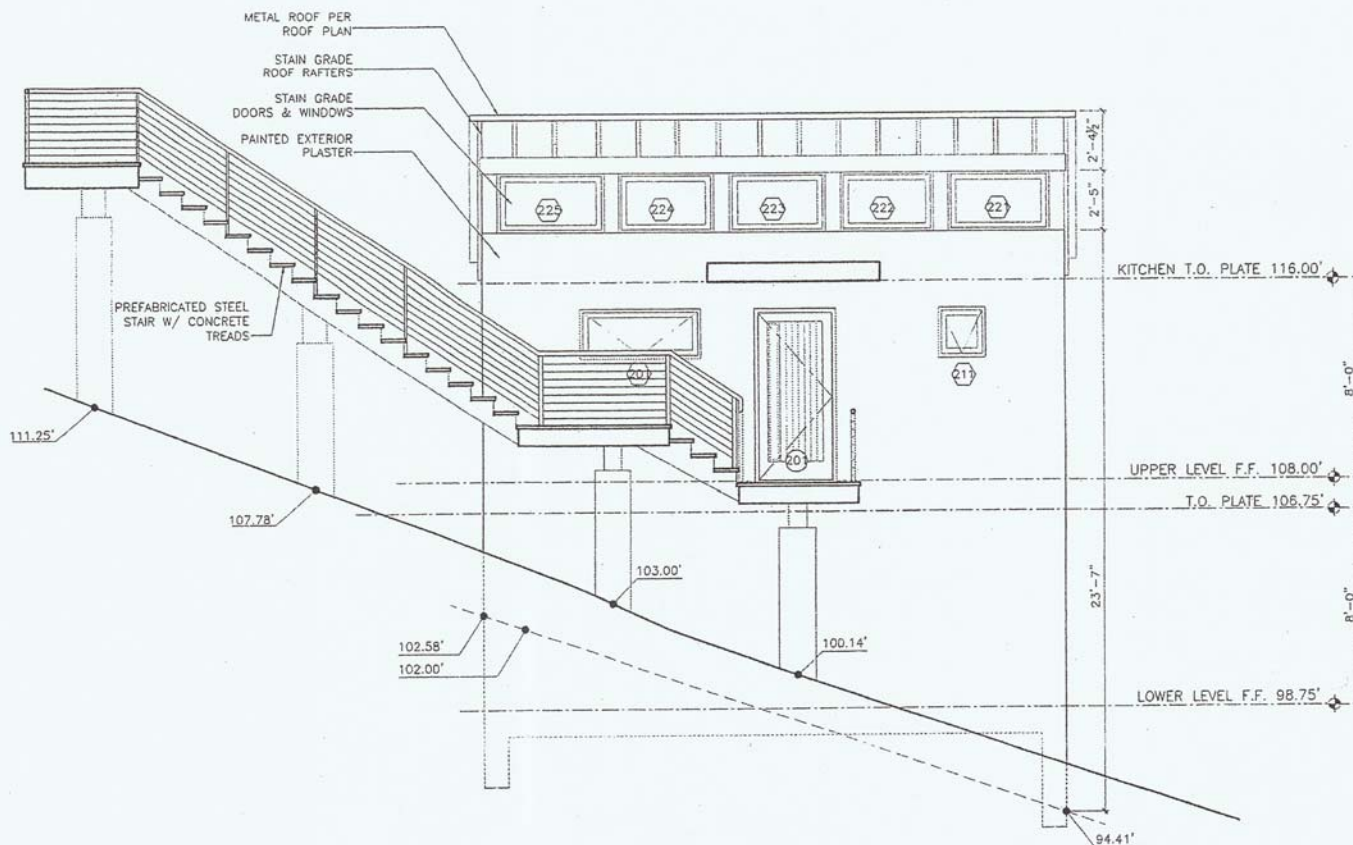 METAL ROOF PER
ROOF PLAN
STAIN GRADE
ROOF RAFTERS
STAIN GRADE
DOORS & WINDOWS
PAINTED EXTERIOR
PLASTER
2'-4½"
225
224
223
222
221
2'-5"
KITCHEN T.O. PLATE 116.00'
PREFABRICATED STEEL
STAIR W/ CONCRETE
TREADS
211
8'-0"
111.25'
201
UPPER LEVEL F.F. 108.00'
T.O. PLATE 106.75'
107.78'
103.00'
23'-7"
8'-0"
102.58'
102.00'
100.14'
LOWER LEVEL F.F. 98.75'
94.41'